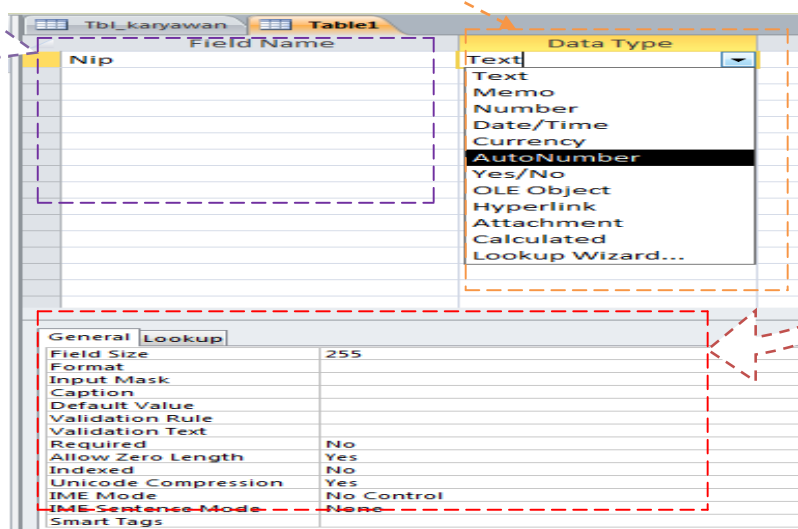 Tbl_karyawan Table1
Field Name Data Type
Nip Text
Text
Memo
Number
Date/Time
Currency
AutoNumber
Yes/No
OLE Object
Hyperlink
Attachment
Calculated
Lookup Wizard...
General Lookup
Field Size 255
Format
Input Mask
Caption
Default Value
Validation Rule
Validation Text
Required No
Allow Zero Length Yes
Indexed No
Unicode Compression Yes
IME Mode No Control
IME Sentence Mode None
Smart Tags